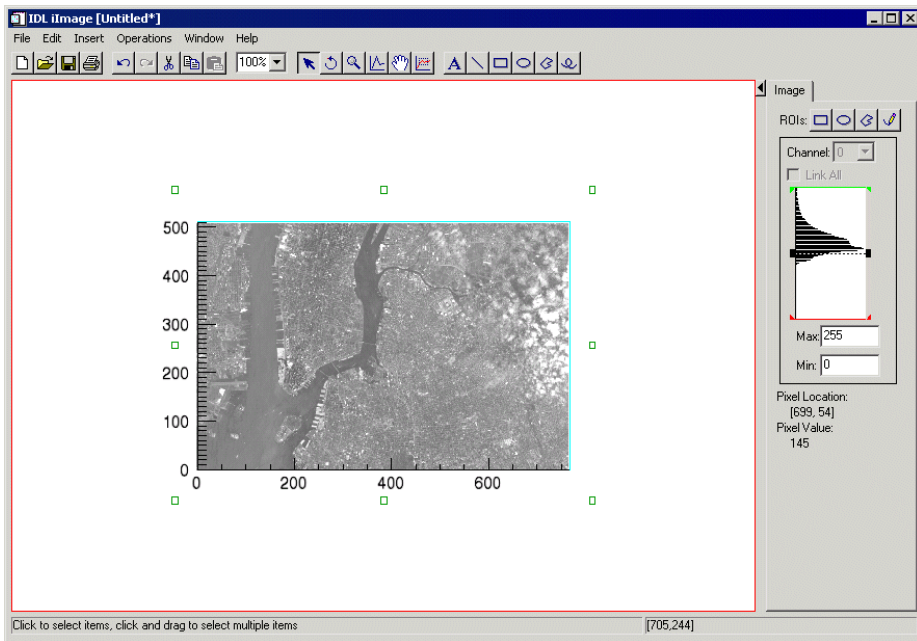 IDL iImage [Untitled*]
File Edit Insert Operations Window Help
100% A
Image
ROIs:
Channel: 0
Link All
Max: 255
Min: 0
Pixel Location:
[699, 54]
Pixel Value:
145
500
400
300
200
100
0
0 200 400 600
Click to select items, click and drag to select multiple items [705,244]